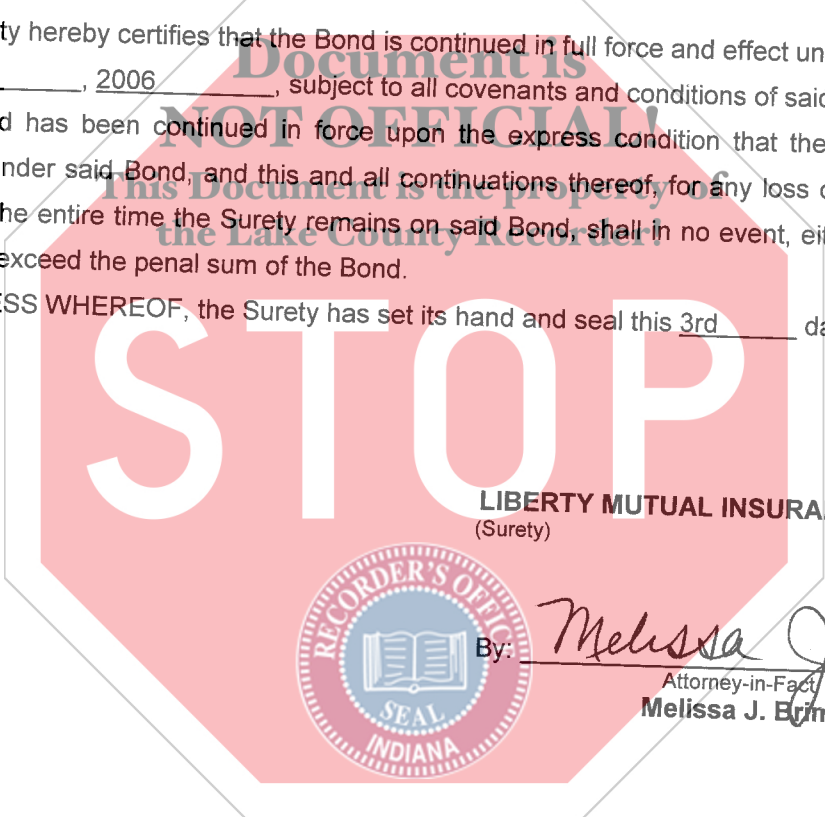 ty hereby certifies that the Bond is continued in full force and effect un
, 2006 , subject to all covenants and conditions of said
d has been continued in force upon the express condition that the
nder said Bond, and this and all continuations thereof, for any loss o
he entire time the Surety remains on said Bond, shall in no event, eit
exceed the penal sum of the Bond.
ESS WHEREOF, the Surety has set its hand and seal this 3rd da
Document is
NOT OFFICIAL!
This Document is the property of
the Lake County Recorder!
STOP
LIBERTY MUTUAL INSURA
(Surety)
RECORDER'S OFFIC
SEAL
INDIANA
By: Melissa J
Attorney-in-Fact
Melissa J. Brim